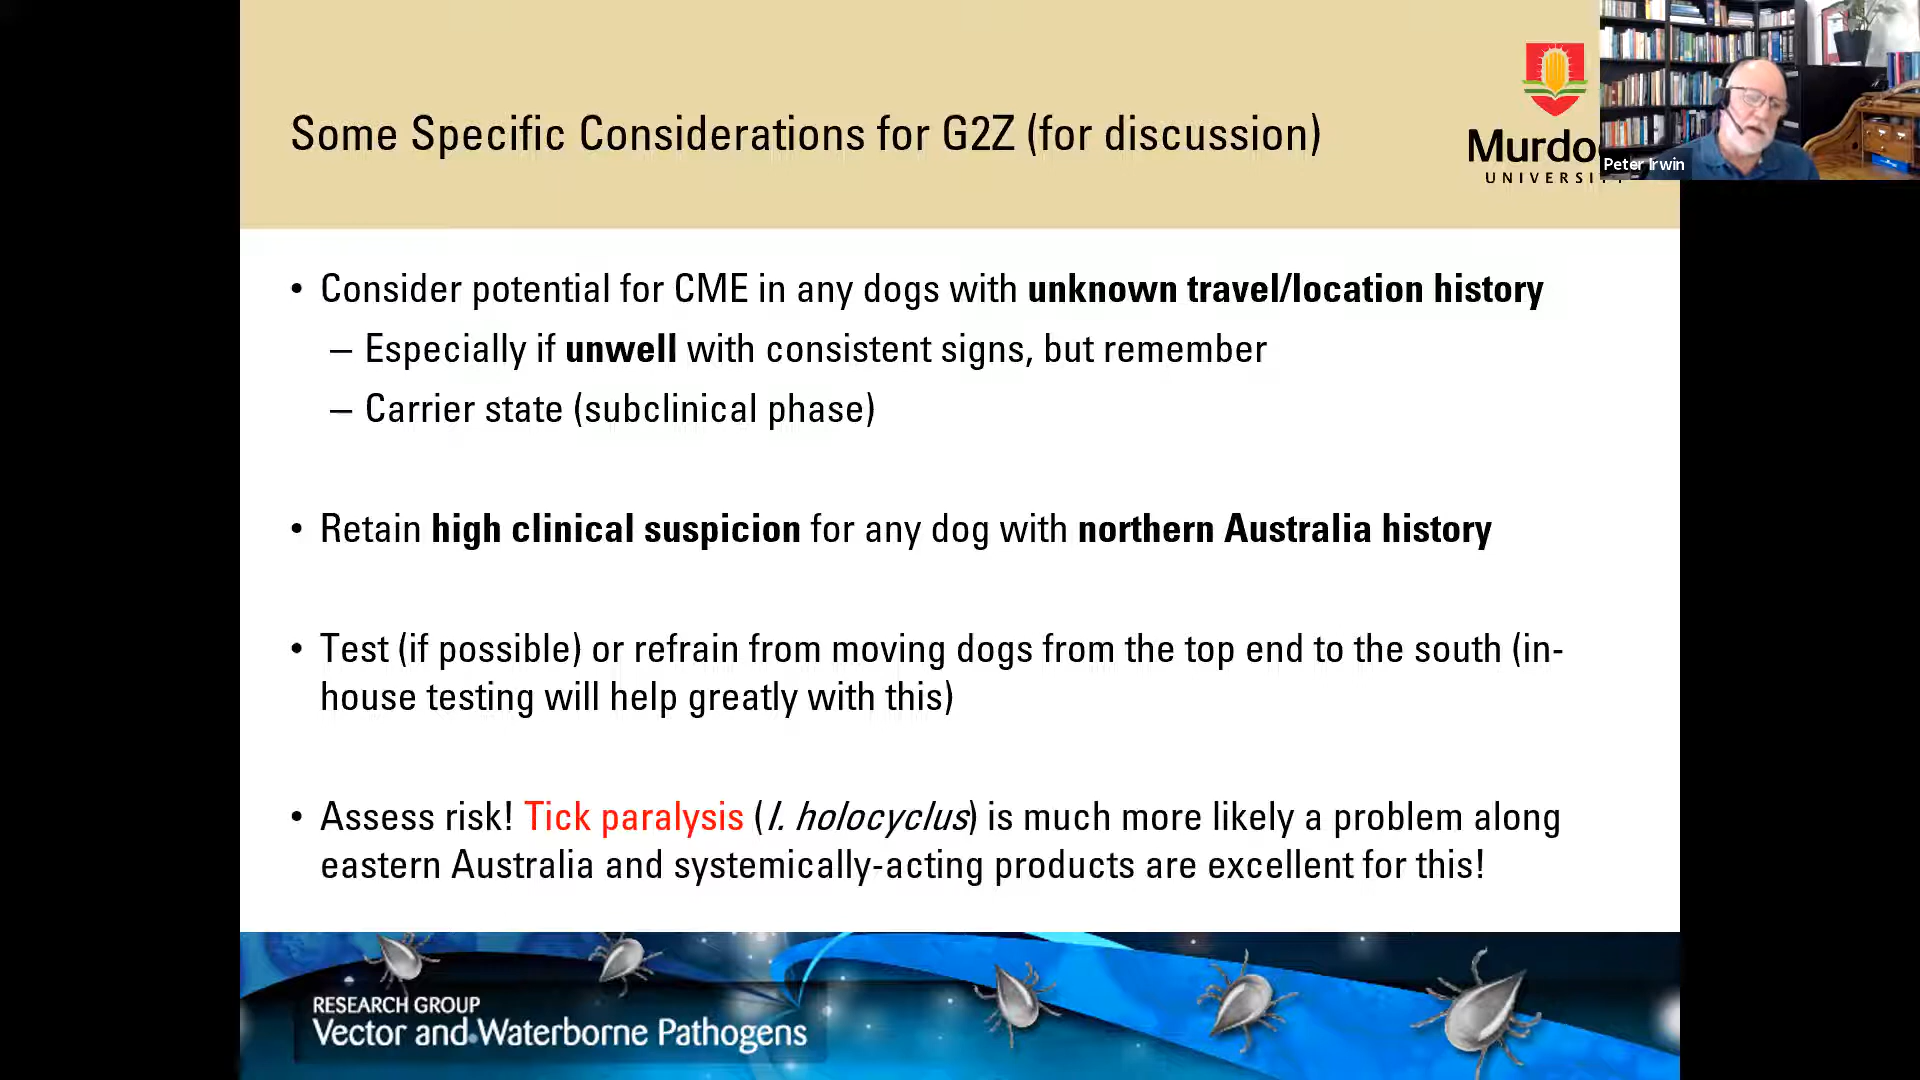 Some Specific Considerations for G2Z (for discussion)
Peter Irwin
UNIVERSI
• Consider potential for CME in any dogs with unknown travel/location history
– Especially if unwell with consistent signs, but remember
– Carrier state (subclinical phase)
• Retain high clinical suspicion for any dog with northern Australia history
• Test (if possible) or refrain from moving dogs from the top end to the south (in-
house testing will help greatly with this)
• Assess risk! Tick paralysis (I. holocyclus) is much more likely a problem along
eastern Australia and systemically-acting products are excellent for this!
RESEARCH GROUP
Vector and Waterborne Pathogens